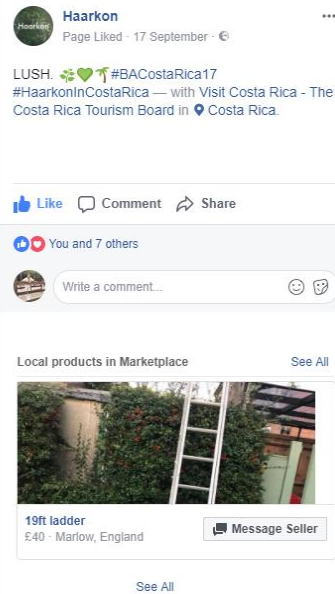 Haarkon
Haarkon
Page Liked · 17 September ·
LUSH. 🌿💚🌴#BACostaRica17
#HaarkonInCostaRica — with Visit Costa Rica - The
Costa Rica Tourism Board in Costa Rica.
Like Comment Share
You and 7 others
Write a comment...
Local products in Marketplace See All
19ft ladder
£40 · Marlow, England
Message Seller
See All